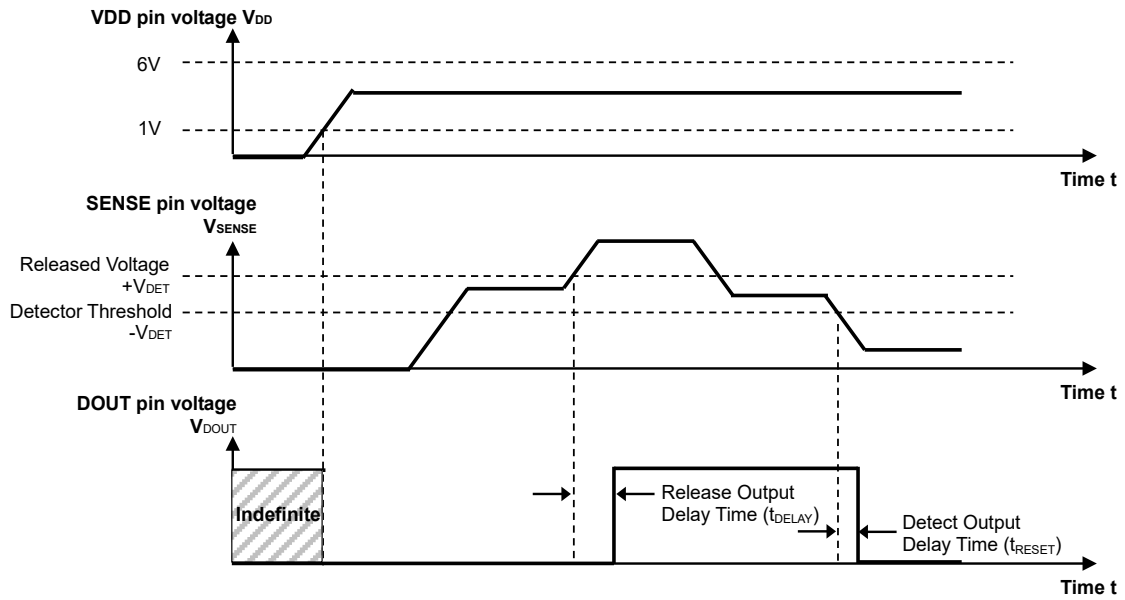 VDD pin voltage VDD
6V
1V
Time t
SENSE pin voltage
VSENSE
Released Voltage
+VDET
Detector Threshold
-VDET
Time t
DOUT pin voltage
VDOUT
Indefinite
Release Output
Delay Time (tDELAY)
Detect Output
Delay Time (tRESET)
Time t